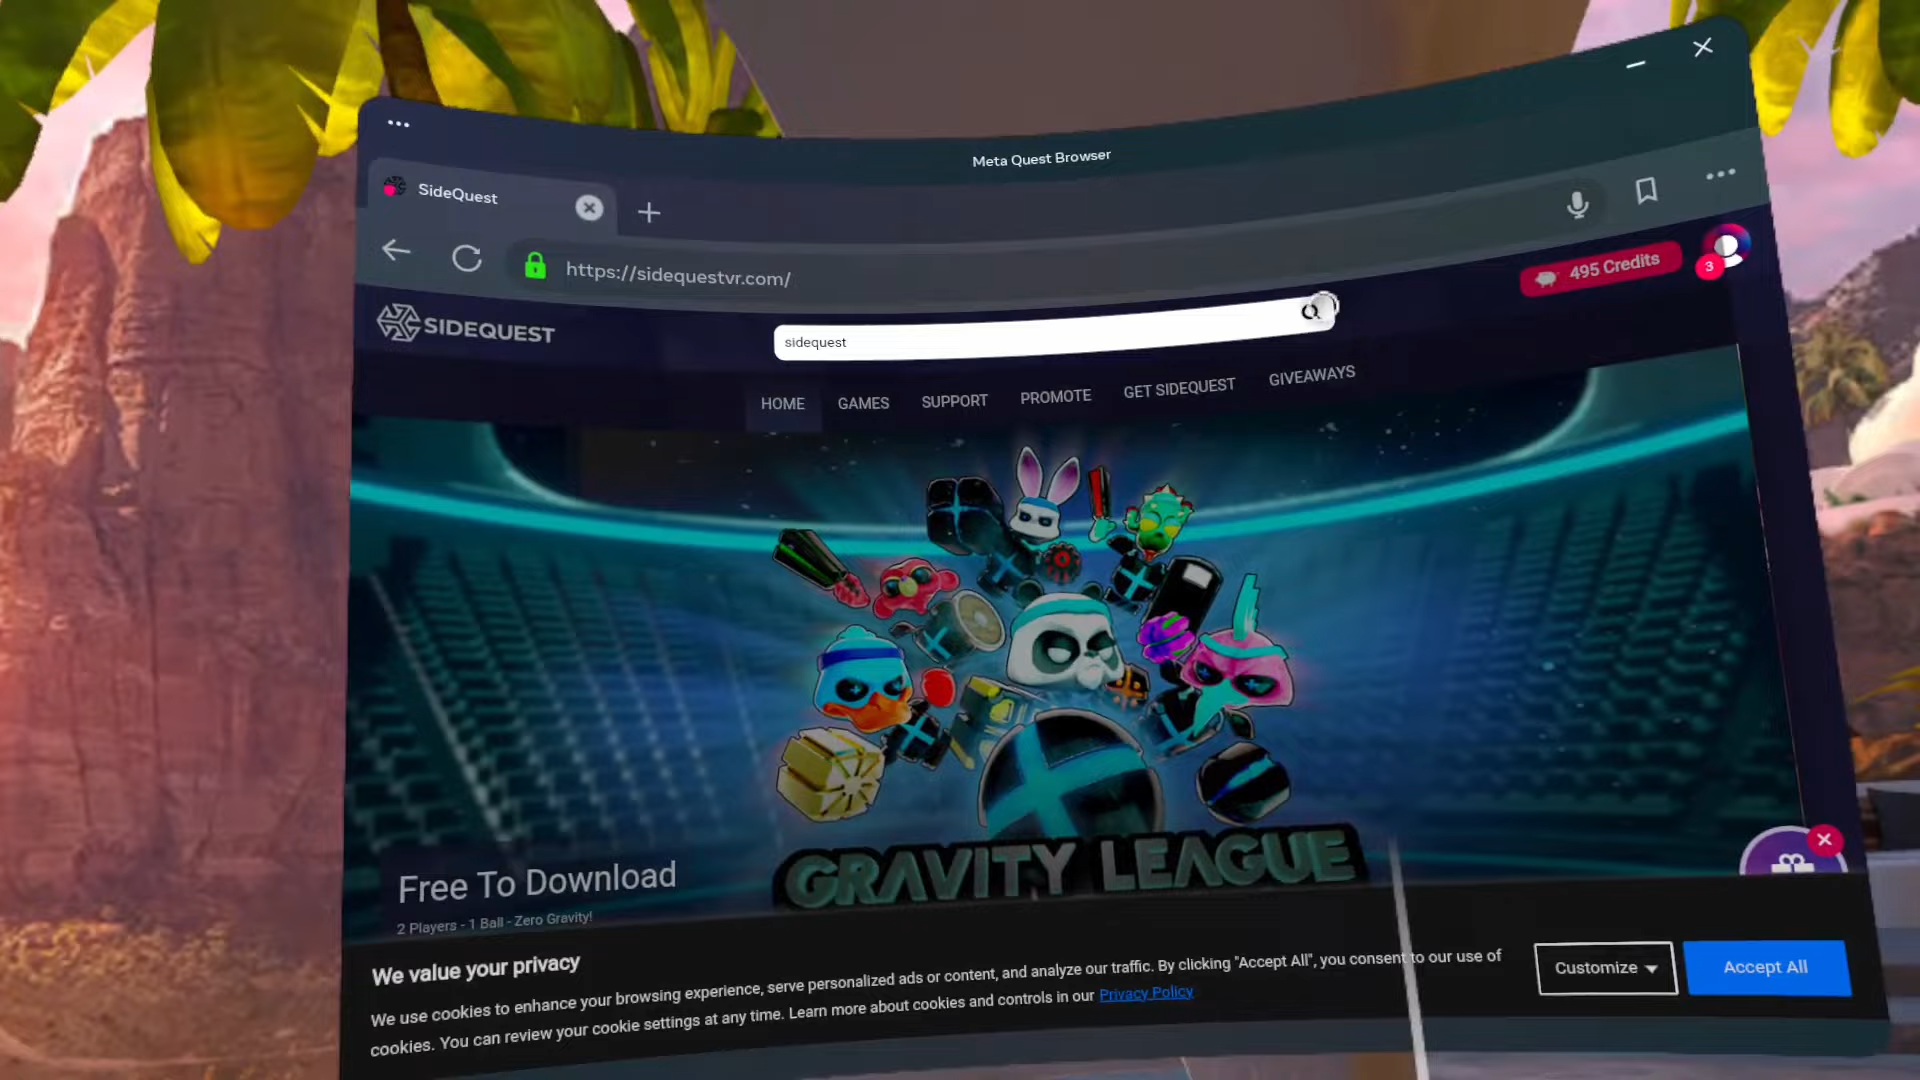 Meta Quest Browser
SideQuest
https://sidequestvr.com/
495 Credits
3
SIDEQUEST
sidequest
HOME
GAMES
SUPPORT
PROMOTE
GET SIDEQUEST
GIVEAWAYS
GRAVITY LEAGUE
Free To Download
2 Players - 1 Ball - Zero Gravity!
We value your privacy
We use cookies to enhance your browsing experience, serve personalized ads or content, and analyze our traffic. By clicking "Accept All", you consent to our use of
cookies. You can review your cookie settings at any time. Learn more about cookies and controls in our Privacy Policy
Customize
Accept All